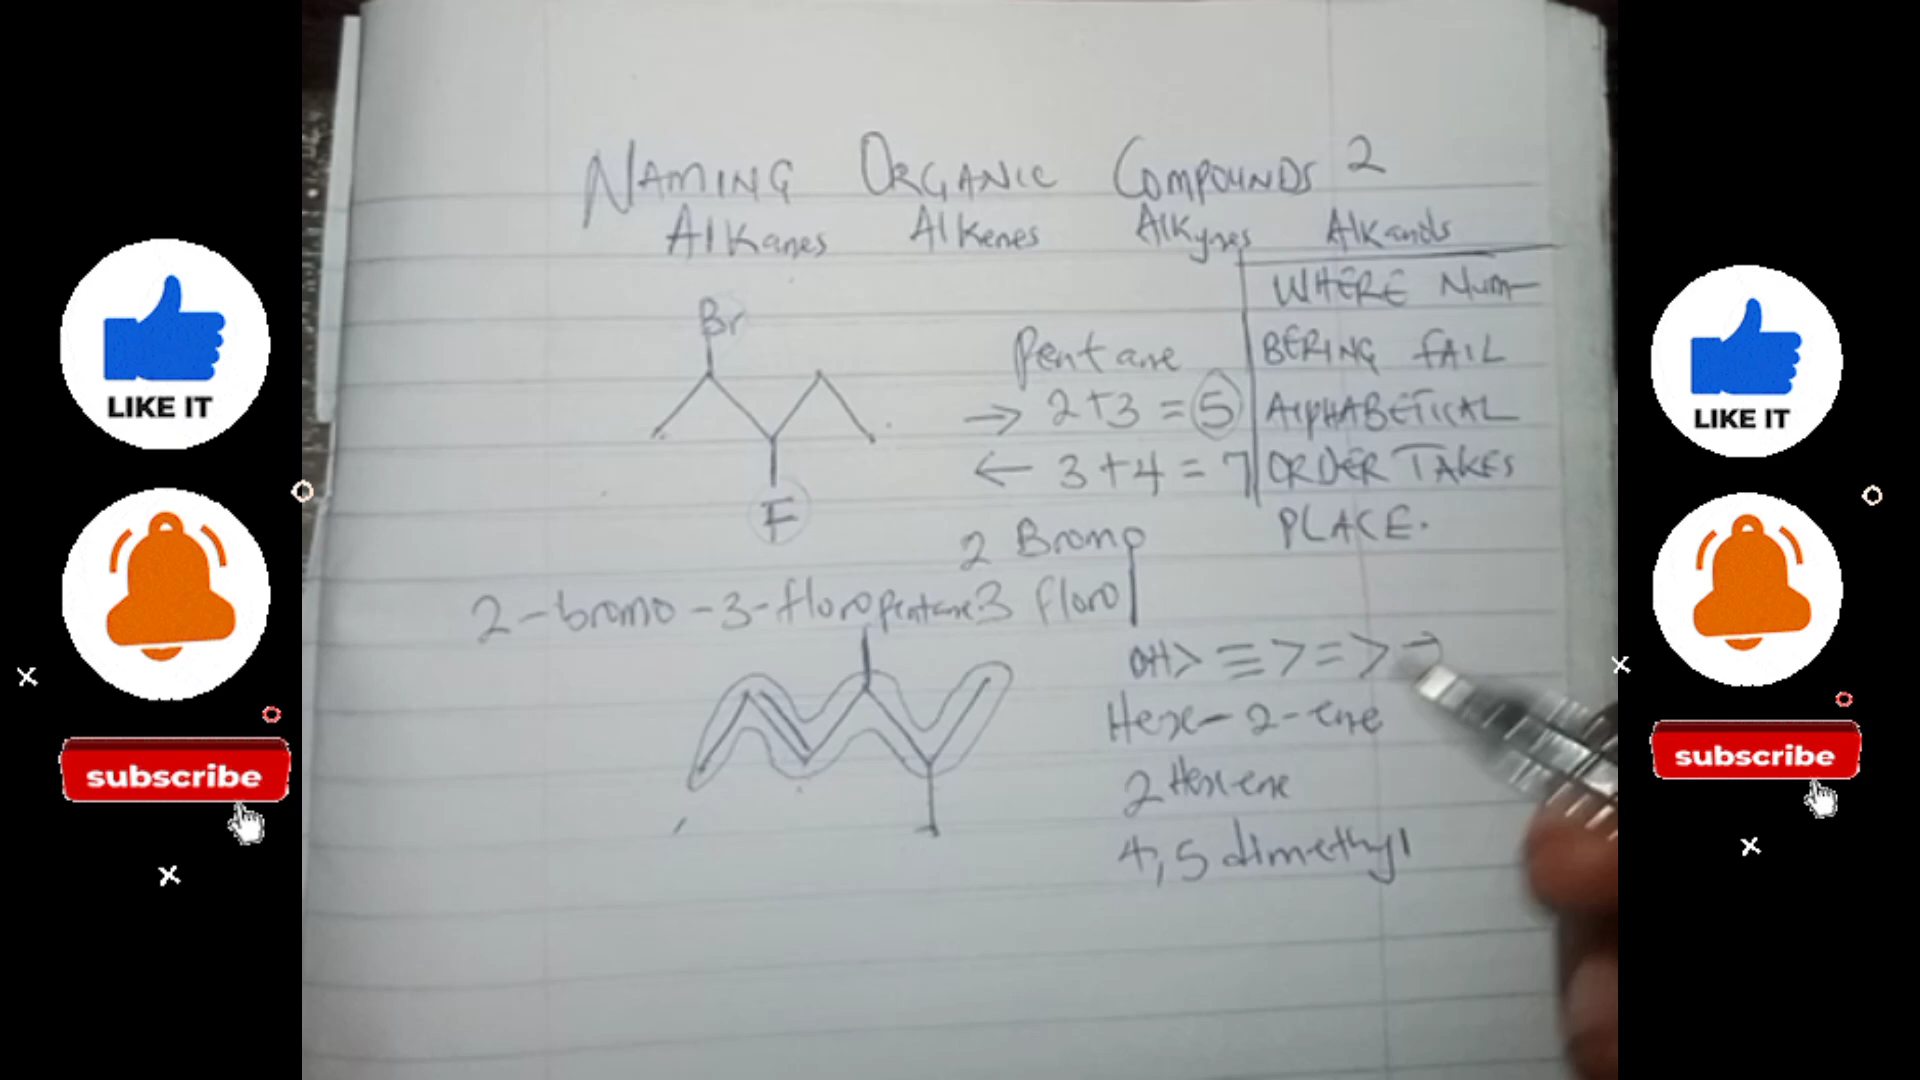 NAMING ORGANIC COMPOUNDS 2
Alkanes Alkenes Alkynes Alkanols
WHERE NUM-
BERING FAIL
ALPHABETICAL
ORDER TAKES
PLACE.
Br
F
Pentane
→ 2+3 = 5
← 3+4 = 7
2 Bromo
3 floro
2-bromo-3-floropentane
OH > ≡ > = > -
Hex-2-ene
2 Hexene
4,5 dimethyl
LIKE IT
subscribe
LIKE IT
subscribe